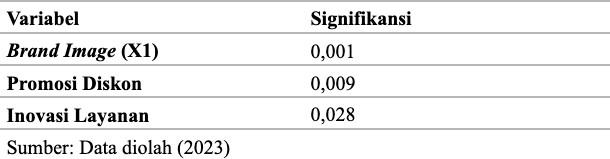 Variabel Signifikansi
Brand Image (X1) 0,001
Promosi Diskon 0,009
Inovasi Layanan 0,028
Sumber: Data diolah (2023)